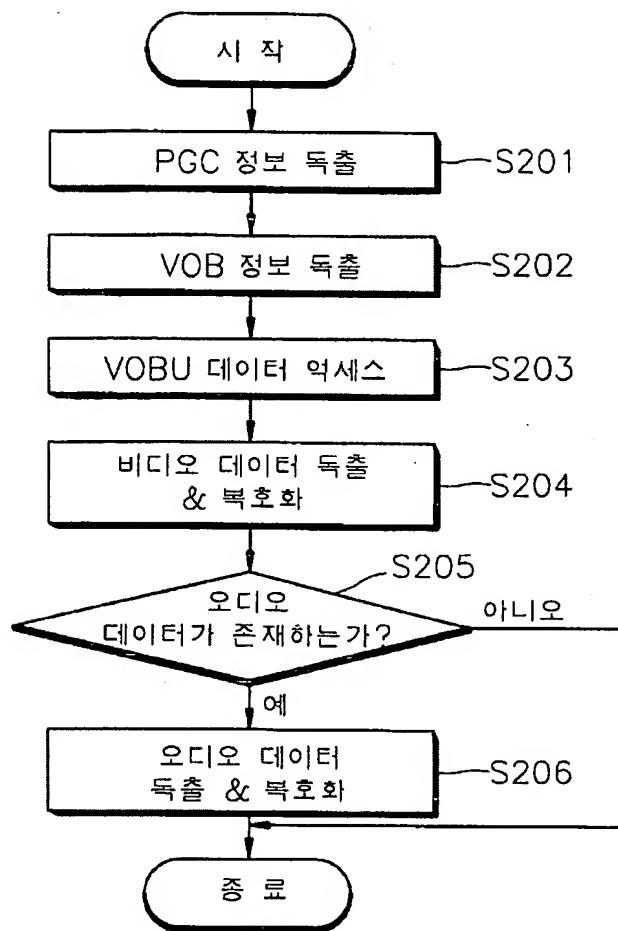 시 작
PGC 정보 독출
S201
VOB 정보 독출
S202
VOBU 데이터 억세스
S203
비디오 데이터 독출
& 복호화
S204
S205
오디오
데이터가 존재하는가?
아니오
예
오디오 데이터
독출 & 복호화
S206
종 료